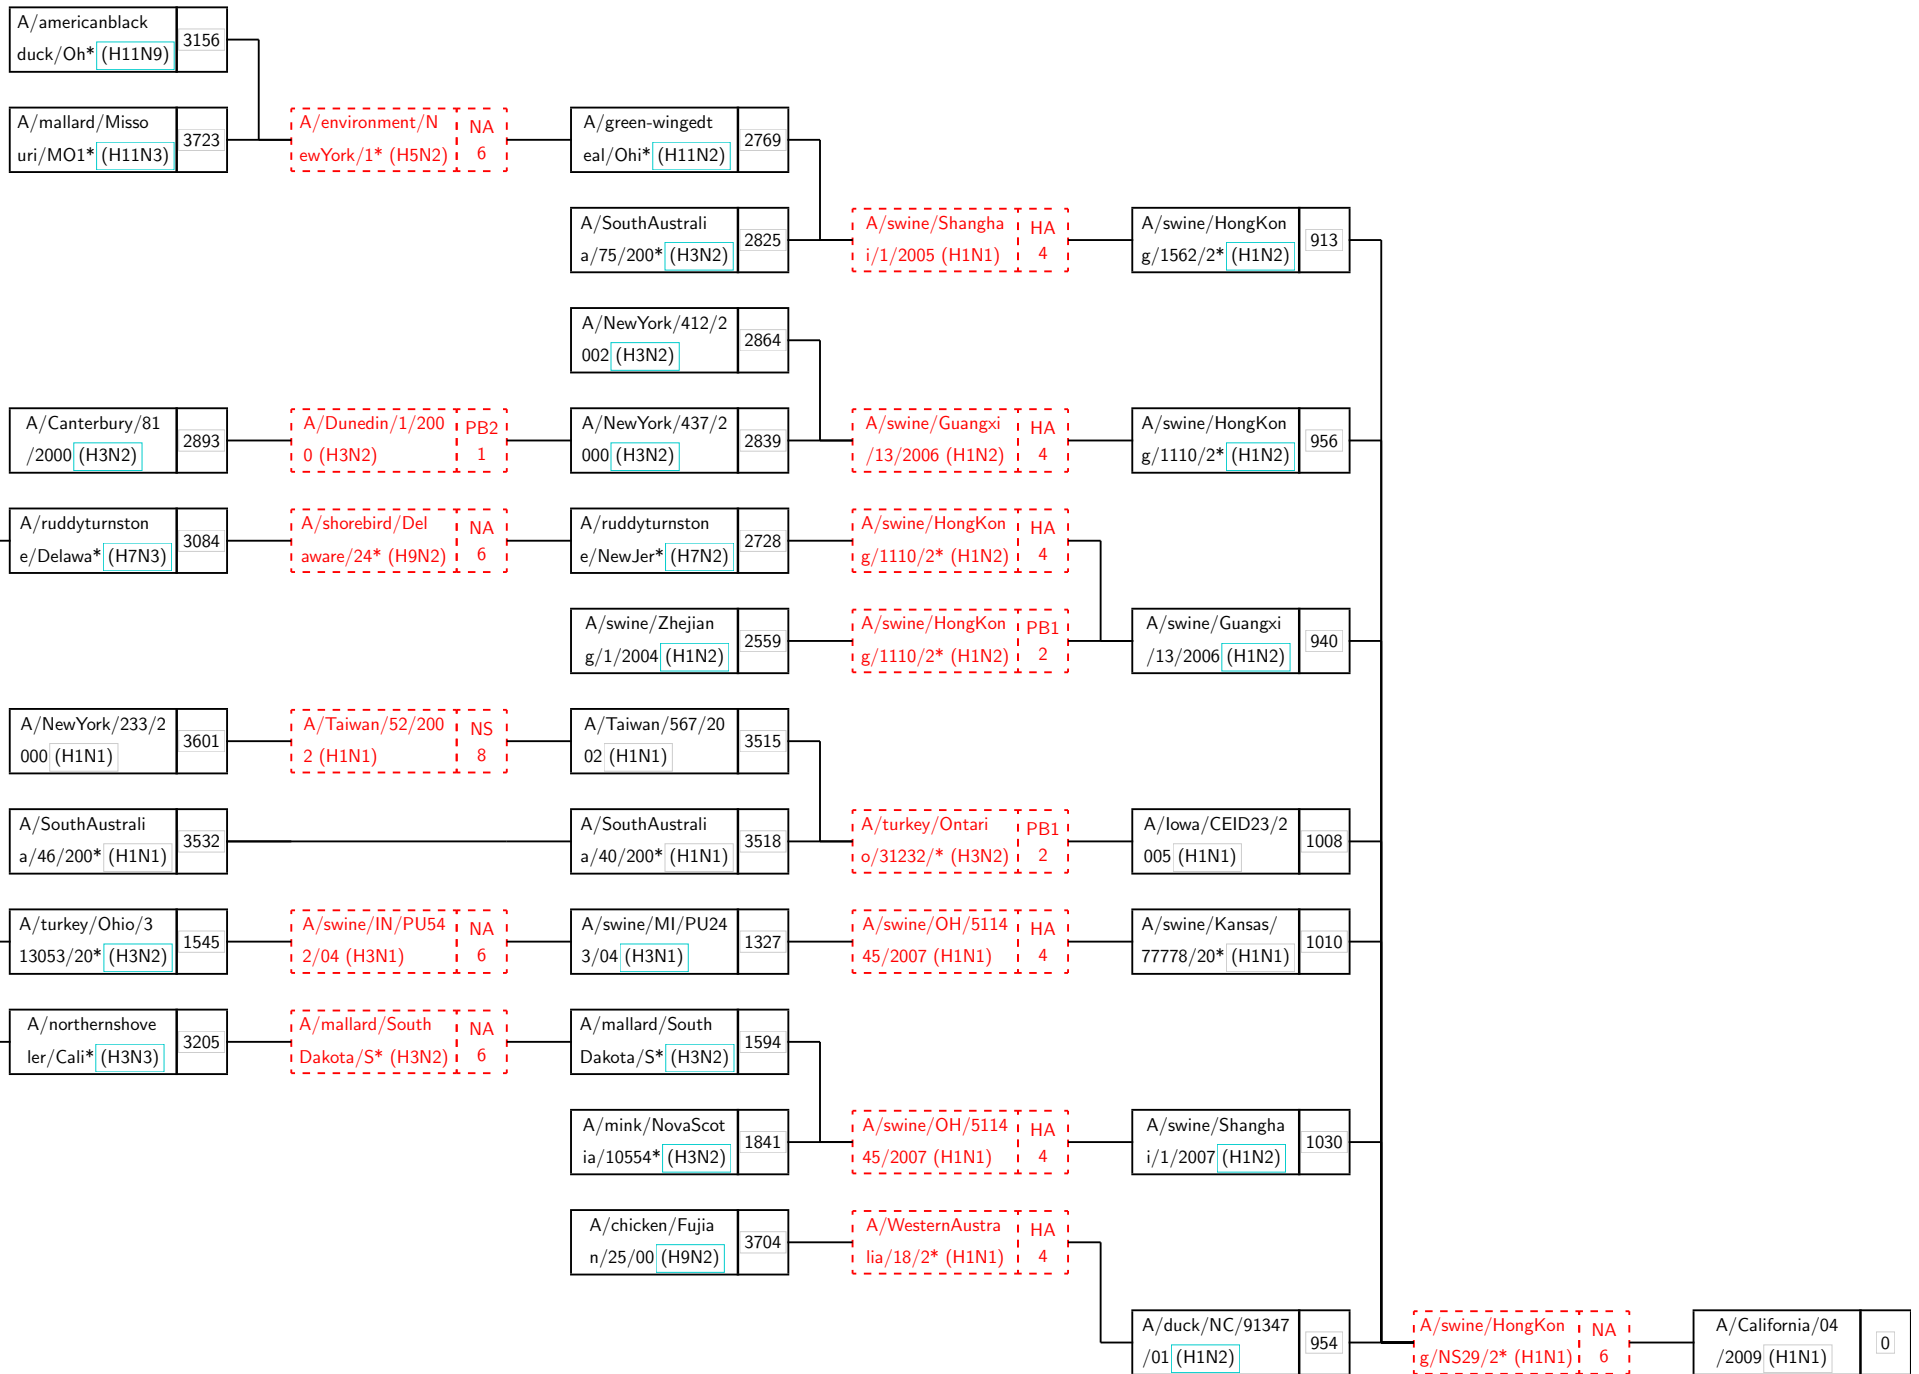 A/americanblack
duck/Oh* (H11N9)
3156
A/mallard/Misso
uri/MO1* (H11N3)
3723
A/environment/N
ewYork/1* (H5N2)
NA
6
A/green-wingedt
eal/Ohi* (H11N2)
2769
A/SouthAustrali
a/75/200* (H3N2)
2825
A/swine/Shangha
i/1/2005 (H1N1)
HA
4
A/swine/HongKon
g/1562/2* (H1N2)
913
A/NewYork/412/2
002 (H3N2)
2864
A/Canterbury/81
/2000 (H3N2)
2893
A/Dunedin/1/200
0 (H3N2)
PB2
1
A/NewYork/437/2
000 (H3N2)
2839
A/swine/Guangxi
/13/2006 (H1N2)
HA
4
A/swine/HongKon
g/1110/2* (H1N2)
956
A/ruddyturnston
e/Delawa* (H7N3)
3084
A/shorebird/Del
aware/24* (H9N2)
NA
6
A/ruddyturnston
e/NewJer* (H7N2)
2728
A/swine/HongKon
g/1110/2* (H1N2)
HA
4
A/swine/Zhejian
g/1/2004 (H1N2)
2559
A/swine/HongKon
g/1110/2* (H1N2)
PB1
2
A/swine/Guangxi
/13/2006 (H1N2)
940
A/NewYork/233/2
000 (H1N1)
3601
A/Taiwan/52/200
2 (H1N1)
NS
8
A/Taiwan/567/20
02 (H1N1)
3515
A/SouthAustrali
a/46/200* (H1N1)
3532
A/SouthAustrali
a/40/200* (H1N1)
3518
A/turkey/Ontari
o/31232/* (H3N2)
PB1
2
A/Iowa/CEID23/2
005 (H1N1)
1008
A/turkey/Ohio/3
13053/20* (H3N2)
1545
A/swine/IN/PU54
2/04 (H3N1)
NA
6
A/swine/MI/PU24
3/04 (H3N1)
1327
A/swine/OH/5114
45/2007 (H1N1)
HA
4
A/swine/Kansas/
77778/20* (H1N1)
1010
A/northernshove
ler/Cali* (H3N3)
3205
A/mallard/South
Dakota/S* (H3N2)
NA
6
A/mallard/South
Dakota/S* (H3N2)
1594
A/mink/NovaScot
ia/10554* (H3N2)
1841
A/swine/OH/5114
45/2007 (H1N1)
HA
4
A/swine/Shangha
i/1/2007 (H1N2)
1030
A/chicken/Fujia
n/25/00 (H9N2)
3704
A/WesternAustra
lia/18/2* (H1N1)
HA
4
A/duck/NC/91347
/01 (H1N2)
954
A/swine/HongKon
g/NS29/2* (H1N1)
NA
6
A/California/04
/2009 (H1N1)
0